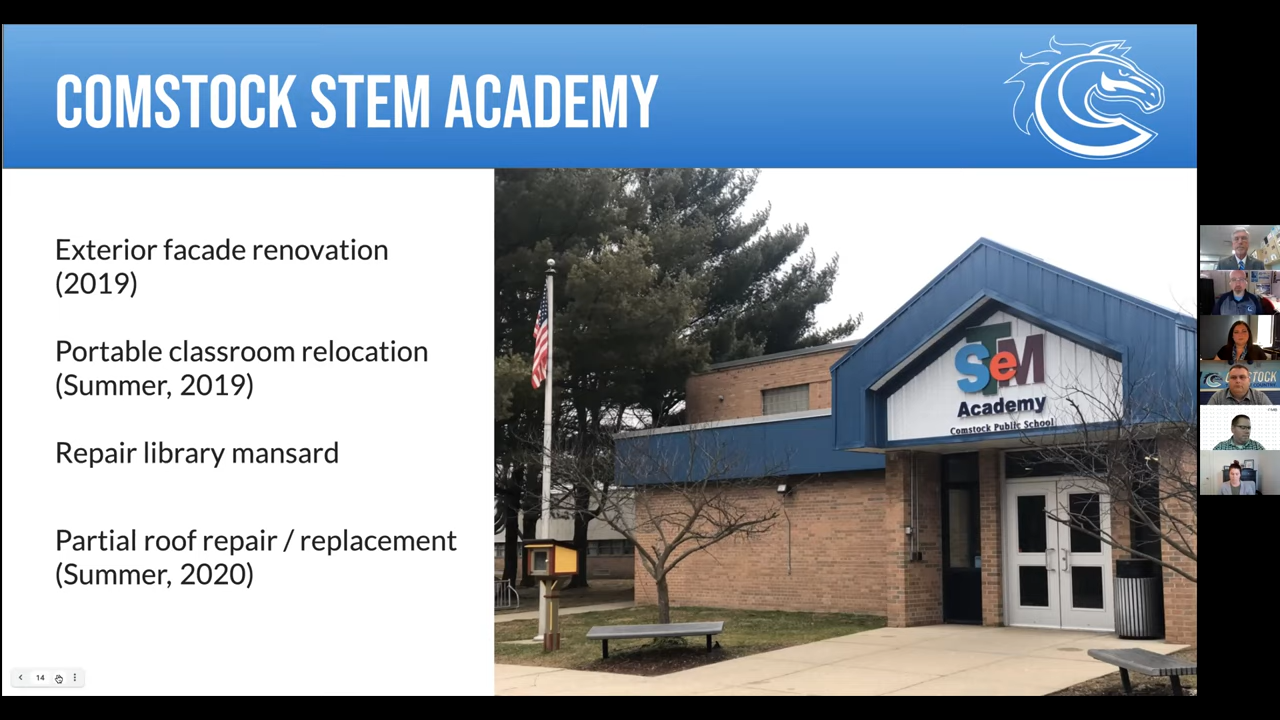 COMSTOCK STEM ACADEMY
Exterior facade renovation
(2019)
Portable classroom relocation
(Summer, 2019)
Repair library mansard
Partial roof repair / replacement
(Summer, 2020)
STeM
Academy
Comstock Public School
14